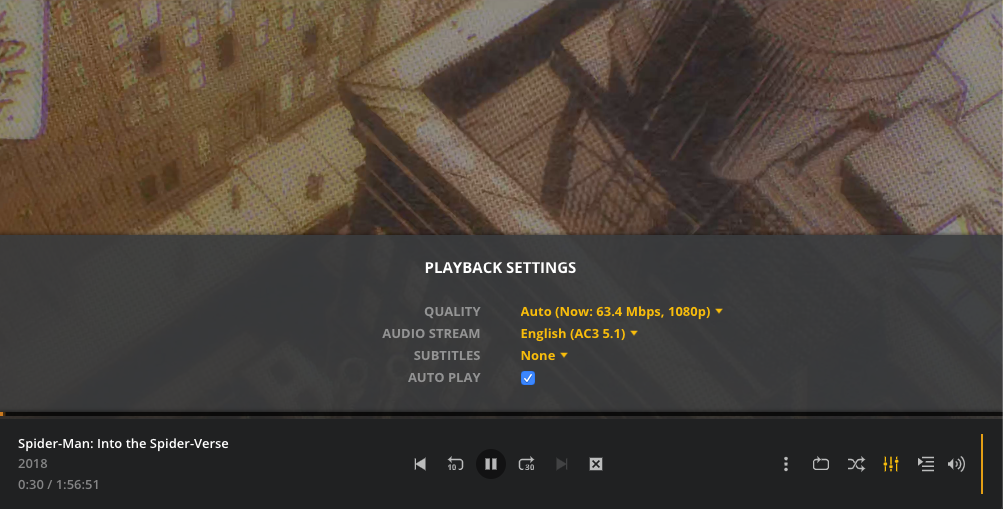 PLAYBACK SETTINGS
QUALITY Auto (Now: 63.4 Mbps, 1080p)
AUDIO STREAM English (AC3 5.1)
SUBTITLES None
AUTO PLAY
Spider-Man: Into the Spider-Verse
2018
0:30 / 1:56:51
10 30